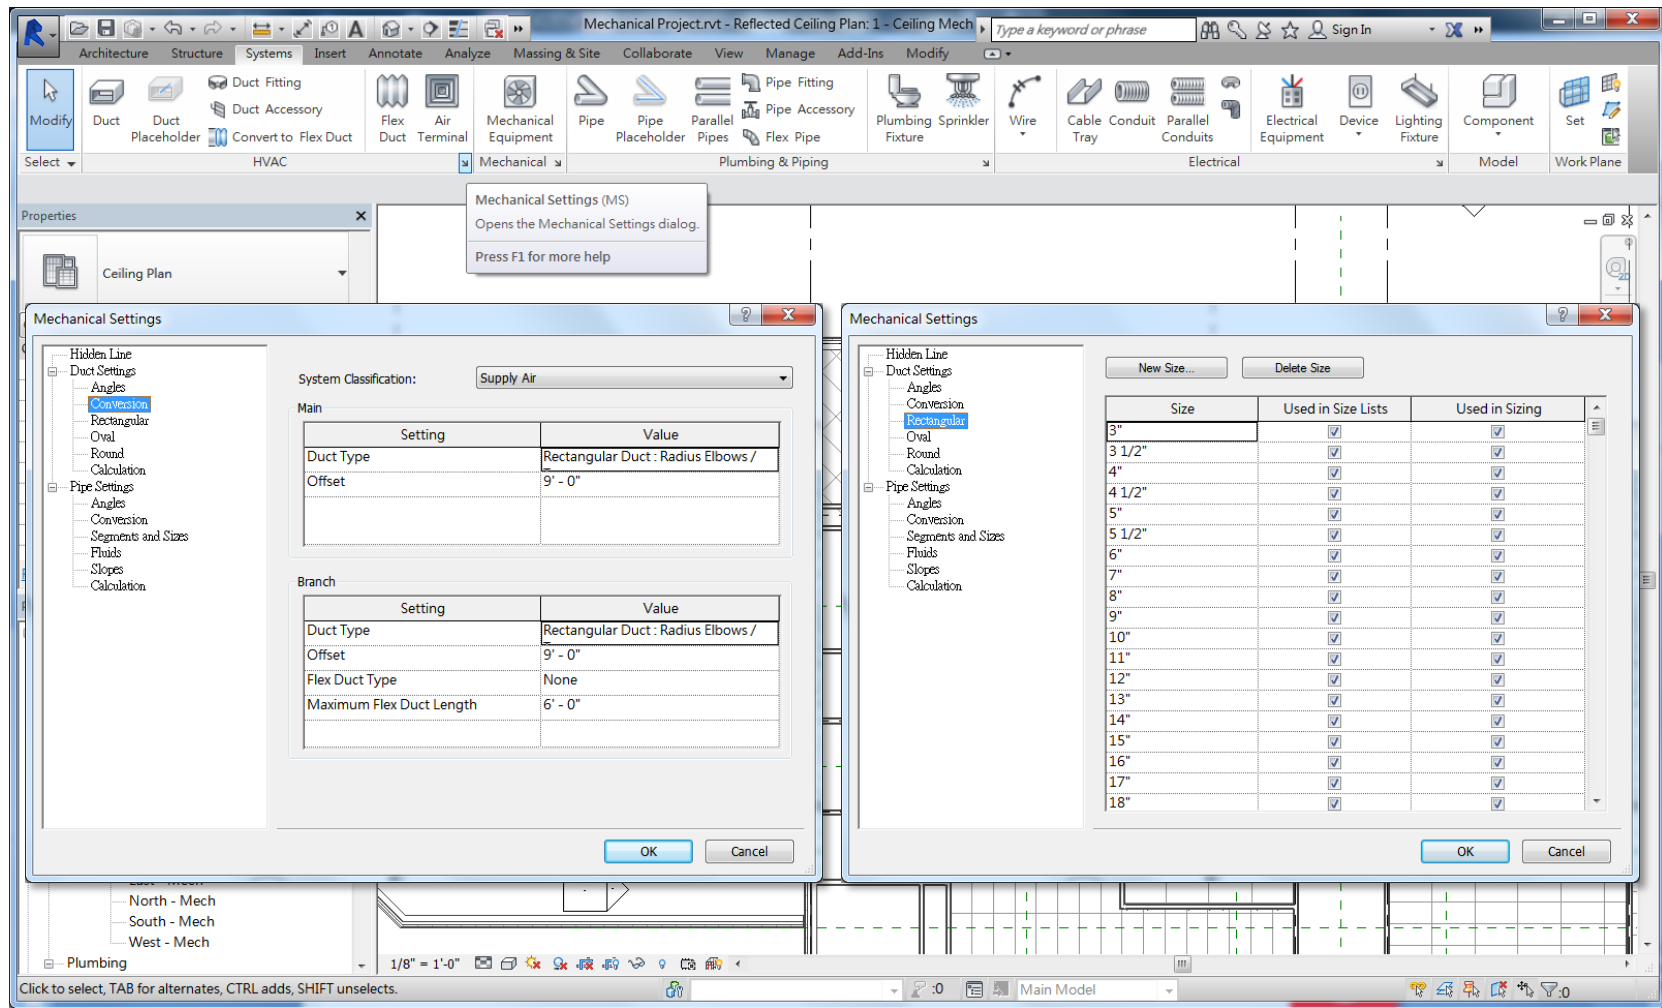 Mechanical Project.rvt - Reflected Ceiling Plan: 1 - Ceiling Mech
Type a keyword or phrase
Sign In
Architecture Structure Systems Insert Annotate Analyze Massing & Site Collaborate View Manage Add-Ins Modify
Modify
Duct
Duct Placeholder
Duct Fitting
Duct Accessory
Convert to Flex Duct
Flex Duct
Air Terminal
Mechanical Equipment
Pipe
Pipe Placeholder
Parallel Pipes
Pipe Fitting
Pipe Accessory
Flex Pipe
Plumbing Fixture
Sprinkler
Wire
Cable Tray
Conduit
Parallel Conduits
Electrical Equipment
Device
Lighting Fixture
Component
Set
Select HVAC Mechanical Plumbing & Piping Electrical Model Work Plane
Mechanical Settings (MS)
Opens the Mechanical Settings dialog.
Press F1 for more help
Properties
Ceiling Plan
Mechanical Settings
Hidden Line
Duct Settings
Angles
Conversion
Rectangular
Oval
Round
Calculation
Pipe Settings
Angles
Conversion
Segments and Sizes
Fluids
Slopes
Calculation
System Classification: Supply Air
Main
Setting Value
Duct Type Rectangular Duct : Radius Elbows /
Offset 9' - 0"
Branch
Setting Value
Duct Type Rectangular Duct : Radius Elbows /
Offset 9' - 0"
Flex Duct Type None
Maximum Flex Duct Length 6' - 0"
OK Cancel
Mechanical Settings
Hidden Line
Duct Settings
Angles
Conversion
Rectangular
Oval
Round
Calculation
Pipe Settings
Angles
Conversion
Segments and Sizes
Fluids
Slopes
Calculation
New Size... Delete Size
Size Used in Size Lists Used in Sizing
3"
3 1/2"
4"
4 1/2"
5"
5 1/2"
6"
7"
8"
9"
10"
11"
12"
13"
14"
15"
16"
17"
18"
OK Cancel
North - Mech
South - Mech
West - Mech
Plumbing
1/8" = 1'-0"
Click to select, TAB for alternates, CTRL adds, SHIFT unselects.
:0
Main Model
:0